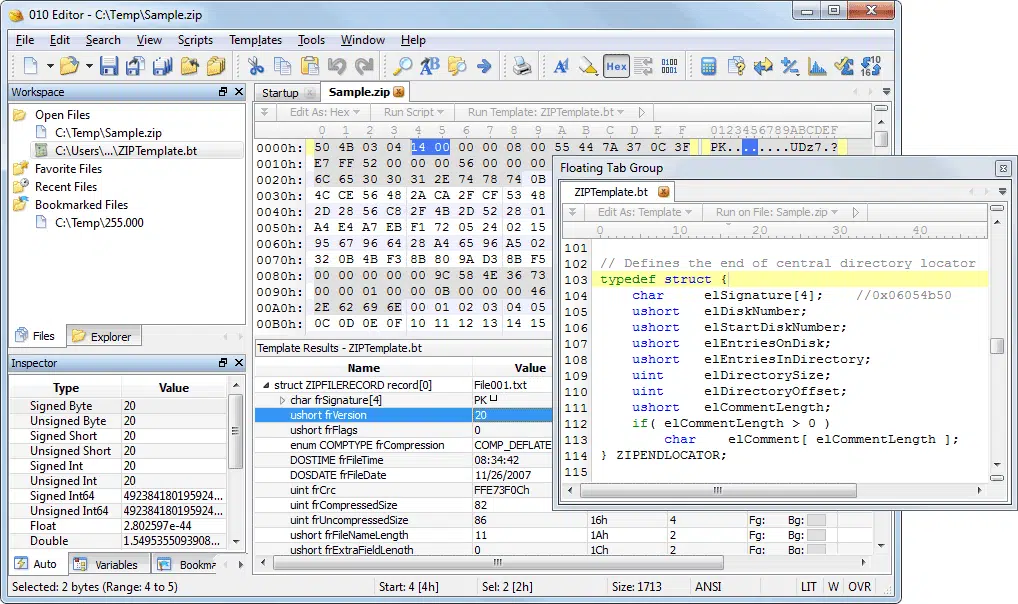 010 Editor - C:\Temp\Sample.zip
File Edit Search View Scripts Templates Tools Window Help
Workspace
Open Files
C:\Temp\Sample.zip
C:\Users\...\ZIPTemplate.bt
Favorite Files
Recent Files
Bookmarked Files
C:\Temp\255.000
Files Explorer
Inspector
Type Value
Signed Byte 20
Unsigned Byte 20
Signed Short 20
Unsigned Short 20
Signed Int 20
Unsigned Int 20
Signed Int64 492384180195924...
Unsigned Int64 492384180195924...
Float 2.802597e-44
Double 1.5495355093908...
Auto Variables Bookma
Startup Sample.zip
Edit As: Hex Run Script Run Template: ZIPTemplate.bt
0 1 2 3 4 5 6 7 8 9 A B C D E F 0123456789ABCDEF
0000h: 50 4B 03 04 14 00 00 00 08 00 55 44 7A 37 0C 3F PK........UDz7.?
0010h: E7 FF 52 00 00 00 56 00 00 00
0020h: 6C 65 30 30 31 2E 74 78 74 0B
0030h: 4C CE 56 48 2A CA 2F CF 53 48
0040h: 2D 28 56 C8 2F 4B 2D 52 28 01
0050h: A4 E4 A7 EB F1 72 05 24 02 15
0060h: 95 67 96 64 28 A4 65 96 A5 02
0070h: 32 0B 4B F3 8B 80 9A D3 8B F5
0080h: 00 00 00 00 00 9C 58 4E 36 73
0090h: 00 00 01 00 00 0B 00 00 00 46
00A0h: 2E 62 69 6E 00 01 02 03 04 05
00B0h: 0C 0D 0E 0F 10 11 12 13 14 15
Template Results - ZIPTemplate.bt
Name Value
struct ZIPFILERECORD record[0] File001.txt
char frSignature[4] PK
ushort frVersion 20
ushort frFlags 0
enum COMPTYPE frCompression COMP_DEFLATE
DOSTIME frFileTime 08:34:42
DOSDATE frFileDate 11/26/2007
uint frCrc FFE73F0Ch
uint frCompressedSize 82
uint frUncompressedSize 86 16h 4 Fg: Bg:
ushort frFileNameLength 11 1Ah 2 Fg: Bg:
ushort frExtraFieldLength 0 1Ch 2 Fg: Bg:
Floating Tab Group
ZIPTemplate.bt
Edit As: Template Run on File: Sample.zip
0 10 20 30 40
101
102 // Defines the end of central directory locator
103 typedef struct {
104 char elSignature[4]; //0x06054b50
105 ushort elDiskNumber;
106 ushort elStartDiskNumber;
107 ushort elEntriesOnDisk;
108 ushort elEntriesInDirectory;
109 uint elDirectorySize;
110 uint elDirectoryOffset;
111 ushort elCommentLength;
112 if( elCommentLength > 0 )
113 char elComment[ elCommentLength ];
114 } ZIPENDLOCATOR;
115
Selected: 2 bytes (Range: 4 to 5) Start: 4 [4h] Sel: 2 [2h] Size: 1713 ANSI LIT W OVR